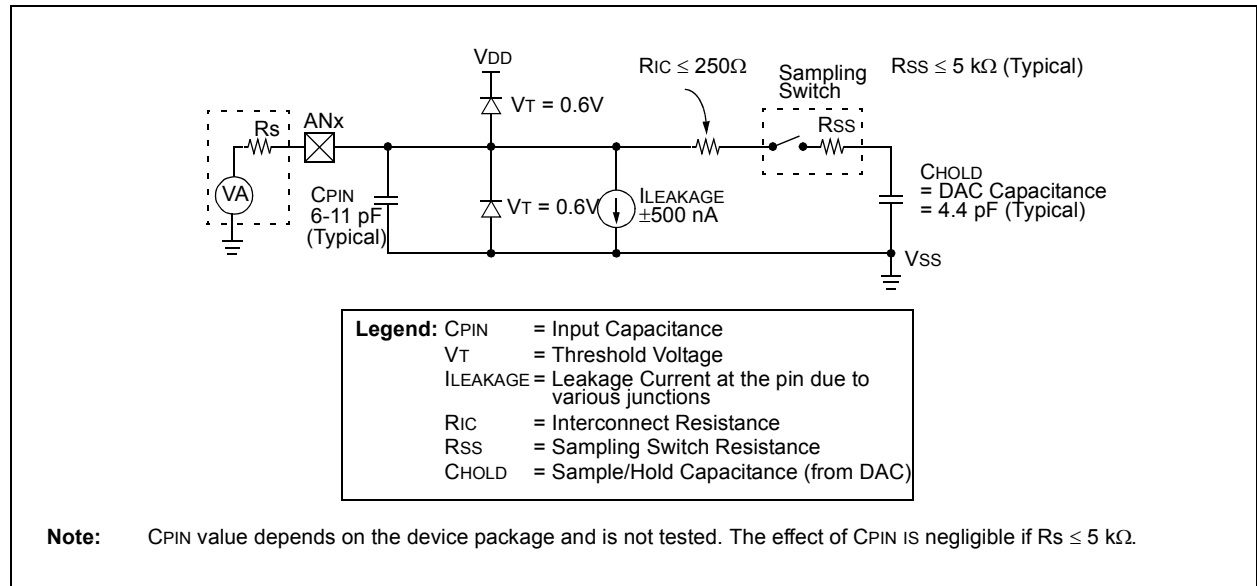 VDD
RIC ≤ 250Ω
Sampling
Switch
RSS ≤ 5 kΩ (Typical)
VT = 0.6V
Rs
ANx
RSS
VA
CPIN
6-11 pF
(Typical)
VT = 0.6V
ILEAKAGE
±500 nA
CHOLD
= DAC Capacitance
= 4.4 pF (Typical)
VSS
Legend: CPIN = Input Capacitance
VT = Threshold Voltage
ILEAKAGE = Leakage Current at the pin due to
various junctions
RIC = Interconnect Resistance
RSS = Sampling Switch Resistance
CHOLD = Sample/Hold Capacitance (from DAC)
Note: CPIN value depends on the device package and is not tested. The effect of CPIN IS negligible if Rs ≤ 5 kΩ.